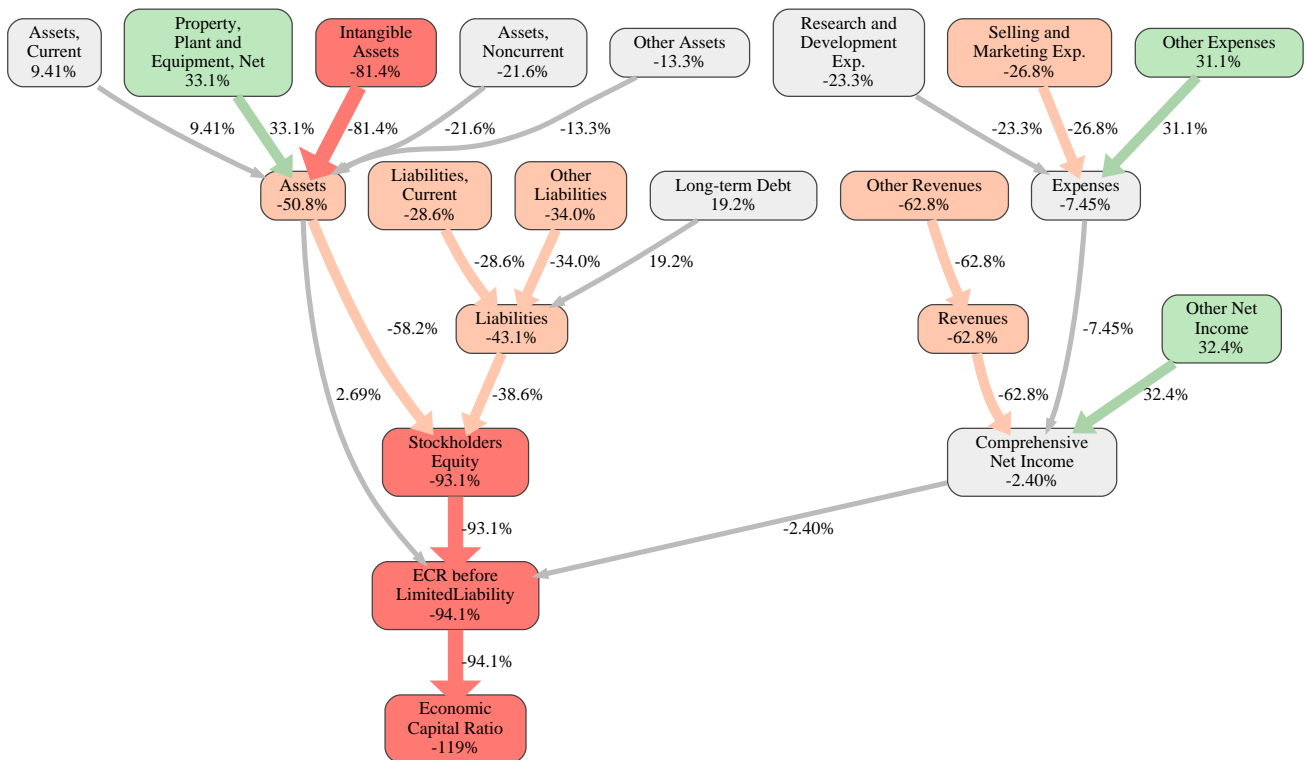 Assets,
Current
9.41%
Property,
Plant and
Equipment, Net
33.1%
Intangible
Assets
-81.4%
Assets,
Noncurrent
-21.6%
Other Assets
-13.3%
Research and
Development
Exp.
-23.3%
Selling and
Marketing Exp.
-26.8%
Other Expenses
31.1%
9.41%
33.1%
-81.4%
-21.6%
-13.3%
-23.3%
-26.8%
31.1%
Assets
-50.8%
Liabilities,
Current
-28.6%
Other
Liabilities
-34.0%
Long-term Debt
19.2%
Other Revenues
-62.8%
Expenses
-7.45%
-28.6%
-34.0%
19.2%
-62.8%
-58.2%
Liabilities
-43.1%
Revenues
-62.8%
-7.45%
Other Net
Income
32.4%
2.69%
-38.6%
-62.8%
32.4%
Stockholders
Equity
-93.1%
Comprehensive
Net Income
-2.40%
-93.1%
-2.40%
ECR before
LimitedLiability
-94.1%
-94.1%
Economic
Capital Ratio
-119%